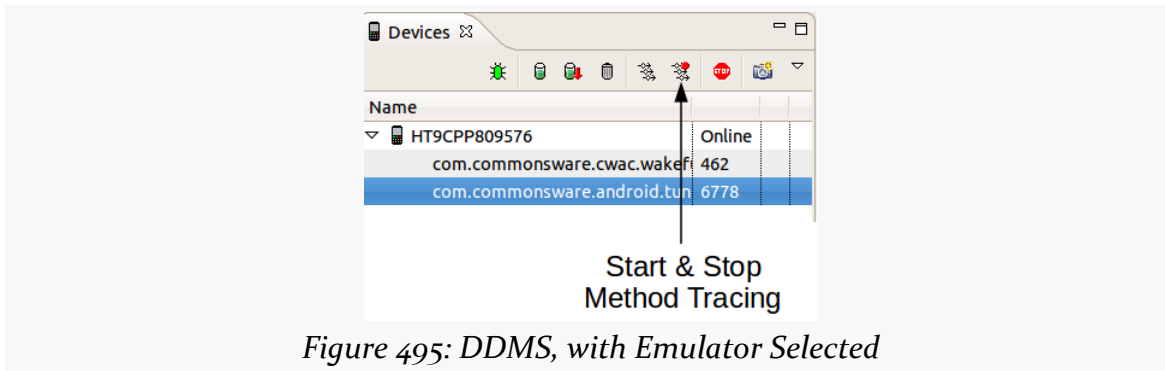 Devices
STOP
Name
HT9CPP809576 Online
com.commonsware.cwac.wakef 462
com.commonsware.android.tun 6778
Start & Stop
Method Tracing
Figure 495: DDMS, with Emulator Selected